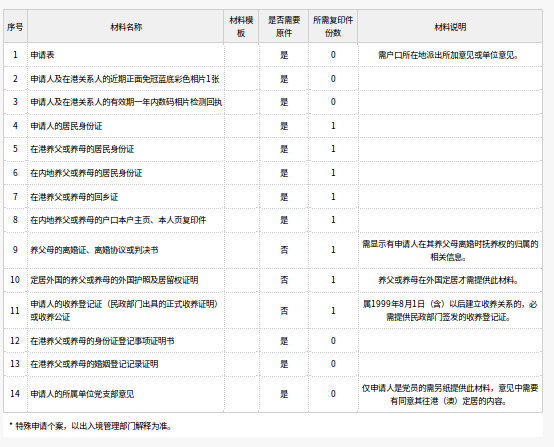 序号 材料名称 材料模板 是否需要原件 所需复印件份数 材料说明
1 申请表 是 0 需户口所在地派出所加意见或单位意见。
2 申请人及在港关系人的近期正面免冠蓝底彩色相片1张 是 0
3 申请人及在港关系人的有效期一年内数码相片检测回执 是 0
4 申请人的居民身份证 是 1
5 在港养父或养母的居民身份证 是 1
6 在内地养父或养母的居民身份证 是 1
7 在港养父或养母的回乡证 是 1
8 在内地养父或养母的户口本户主页、本人页复印件 是 1
9 养父母的离婚证、离婚协议或判决书 否 1 需显示有申请人在其养父母离婚时抚养权的归属的
相关信息。
10 定居外国的养父或养母的外国护照及居留权证明 否 1 养父或养母在外国定居才需提供此材料。
11 申请人的收养登记证（民政部门出具的正式收养证明） 否 1 属1999年8月1日（含）以后建立收养关系的，必
或收养公证 需提供民政部门签发的收养登记证。
12 在港养父或养母的身份证登记事项证明书 是 0
13 在港养父或养母的婚姻登记记录证明 是 0
14 申请人的所属单位党支部意见 是 0 仅申请人是党员的需另纸提供此材料，意见中需要
有同意其往港（澳）定居的内容。
* 特殊申请个案，以出入境管理部门解释为准。